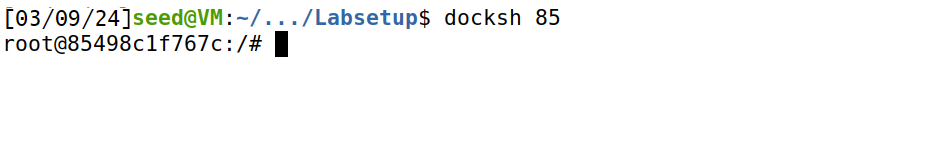 [03/09/24]seed@VM:~/.../Labsetup$ docksh 85
root@85498c1f767c:/#